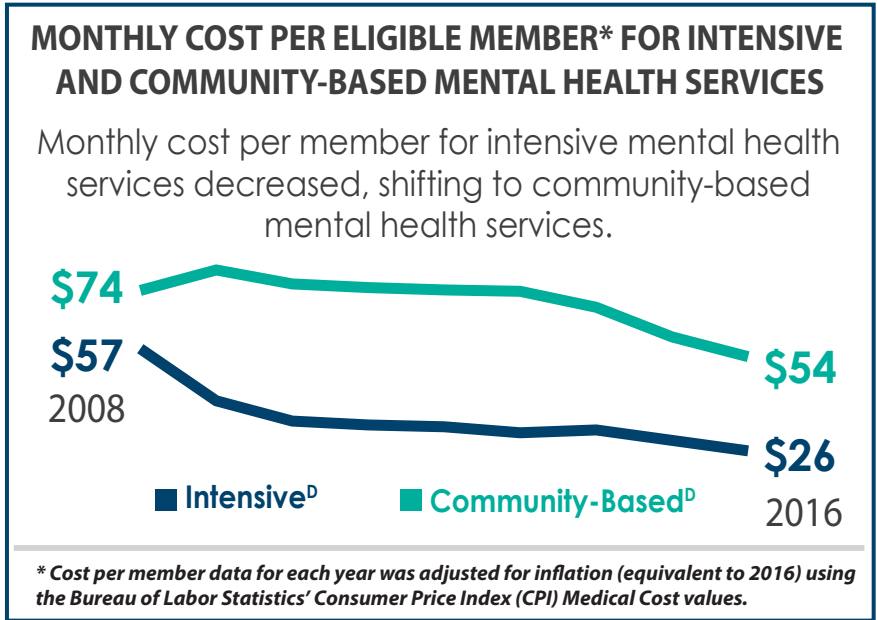 MONTHLY COST PER ELIGIBLE MEMBER* FOR INTENSIVE
AND COMMUNITY-BASED MENTAL HEALTH SERVICES
Monthly cost per member for intensive mental health
services decreased, shifting to community-based
mental health services.
$74
$57
2008
$54
$26
2016
Intensiveᴰ
Community-Basedᴰ
* Cost per member data for each year was adjusted for inflation (equivalent to 2016) using
the Bureau of Labor Statistics’ Consumer Price Index (CPI) Medical Cost values.